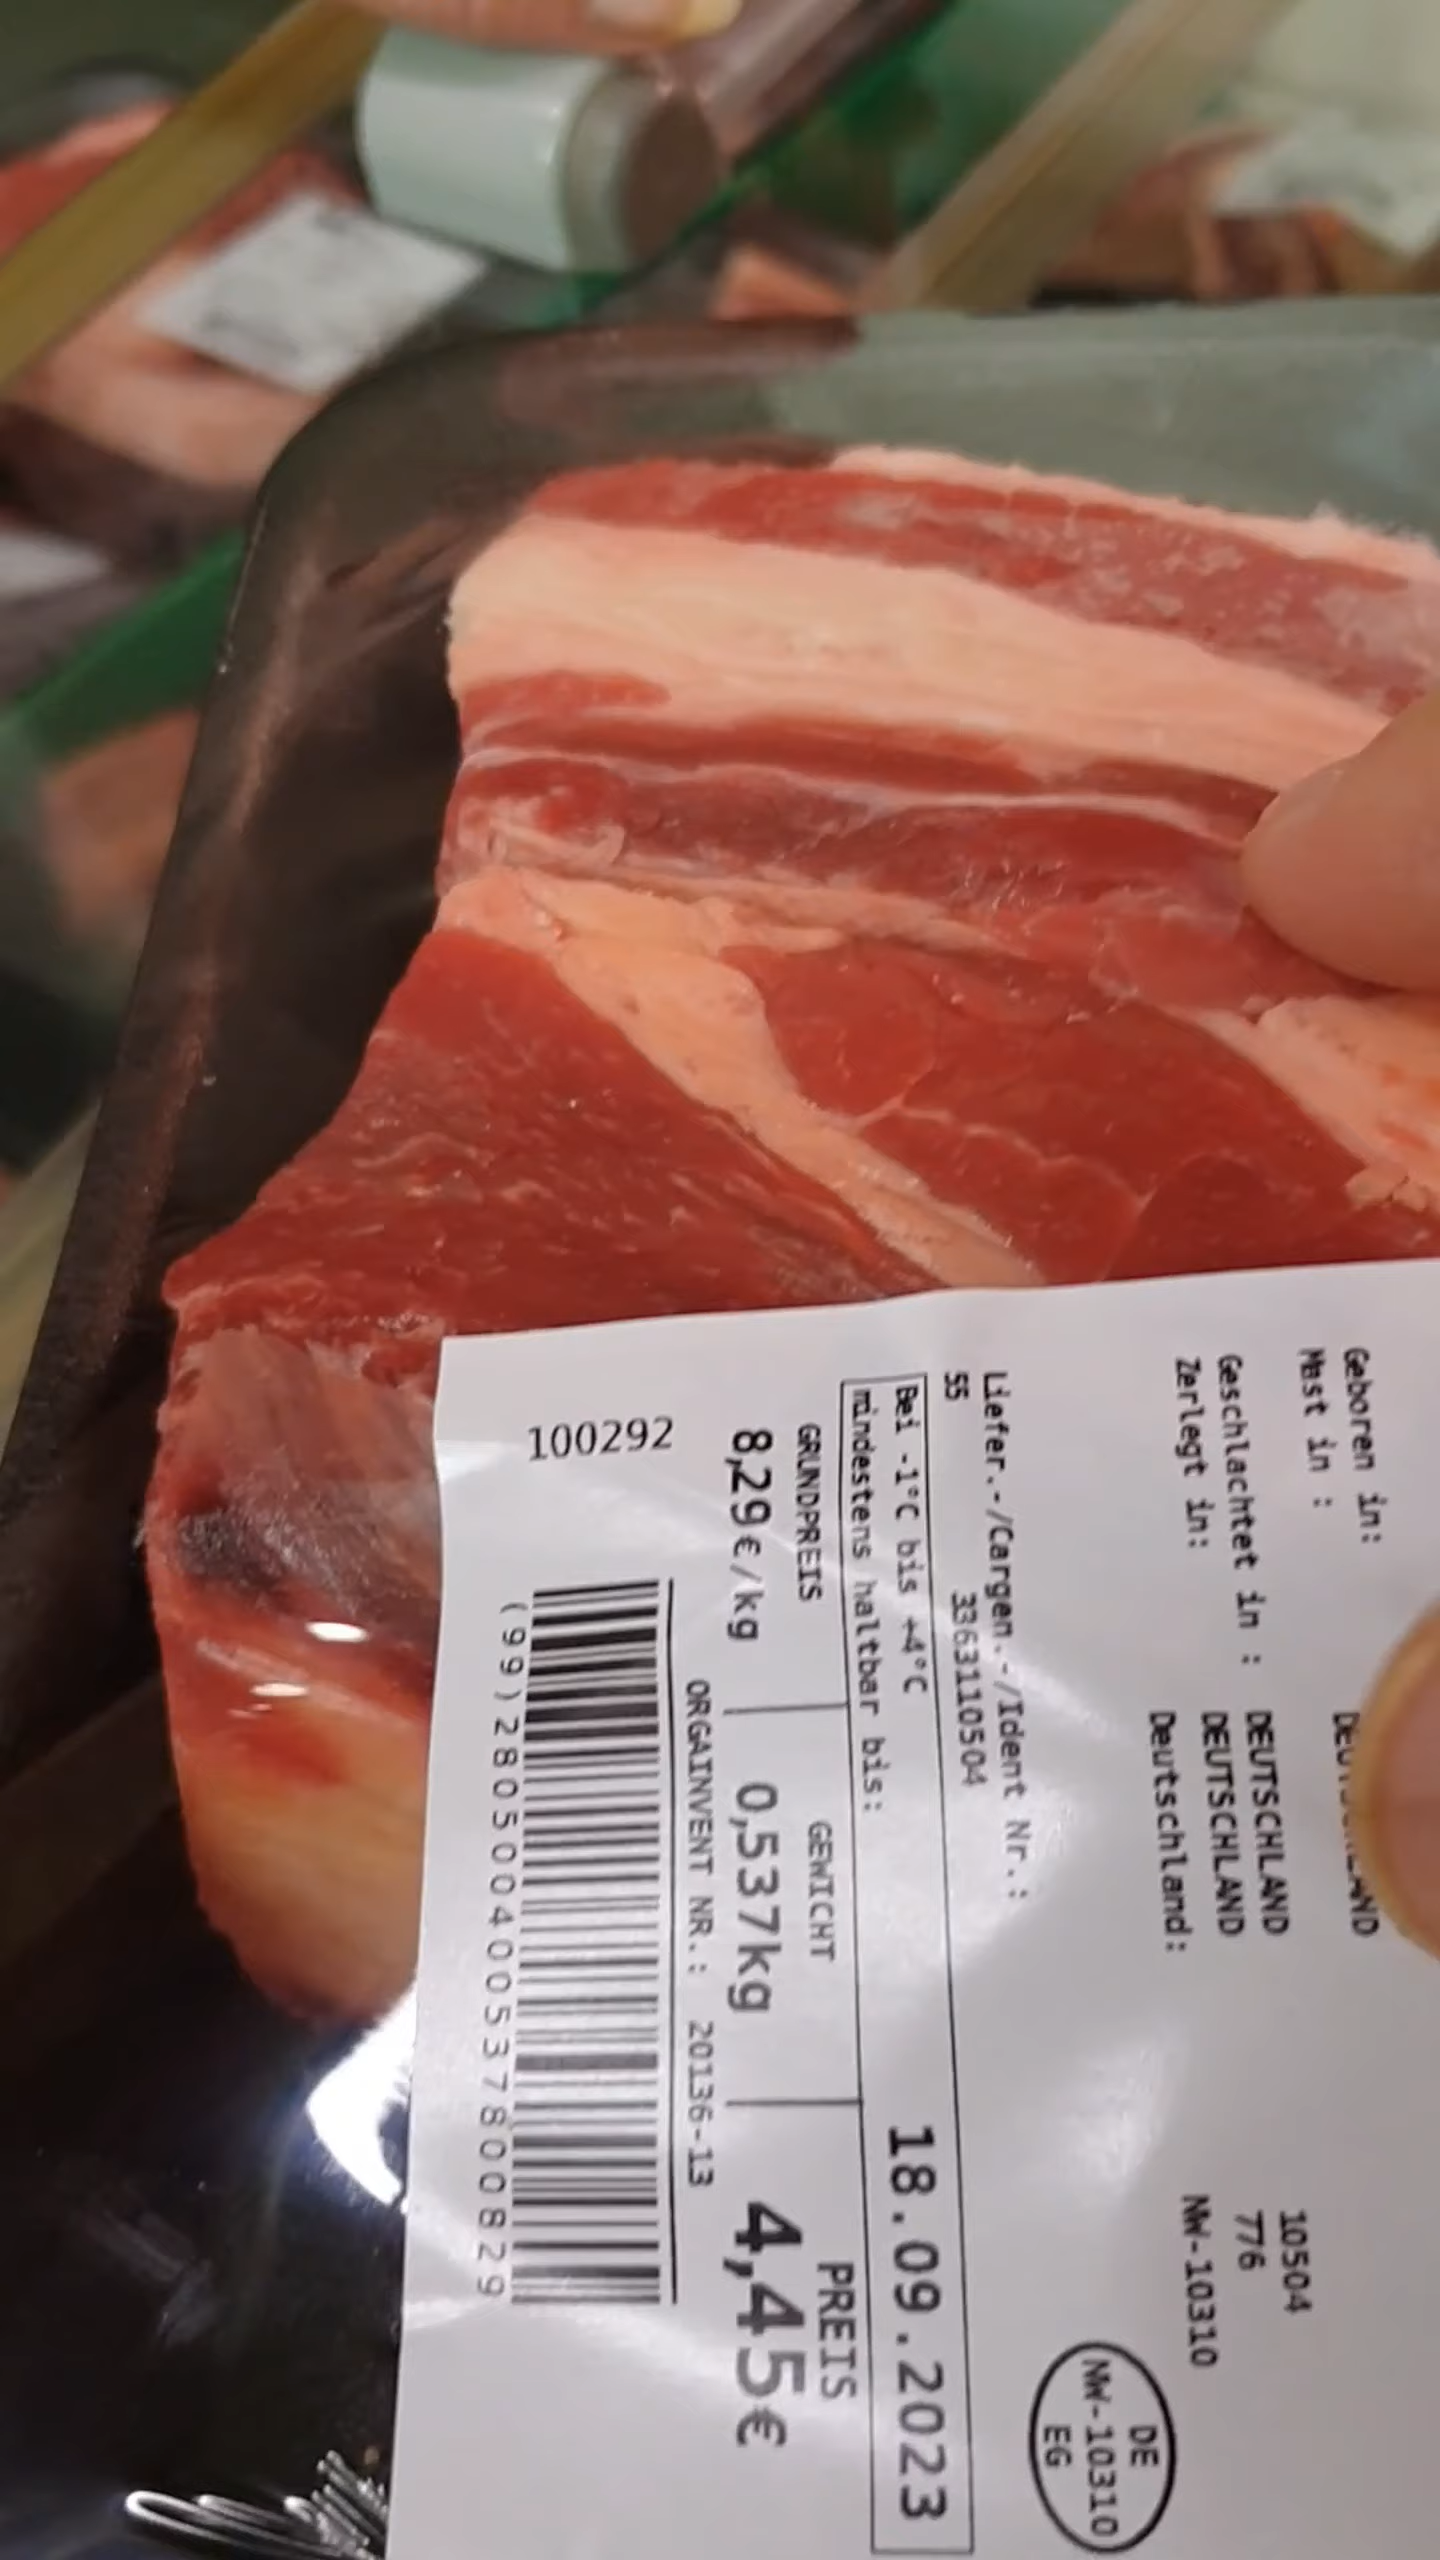 Geboren in: DEUTSCHLAND
Mast in : DEUTSCHLAND
Geschlachtet in : DEUTSCHLAND 10504
Zerlegt in: Deutschland: 776
NW-10310
DE
NW-10310
EG
Liefer.-/Cargen.-/Ident Nr.:
55 3363110504
Bei -1°C bis +4°C
mindestens haltbar bis: 18.09.2023
GRUNDPREIS GEWICHT PREIS
8,29€/kg 0,537kg 4,45€
ORGAINVENT NR.: 20136-13
100292
(99)280500400537800829